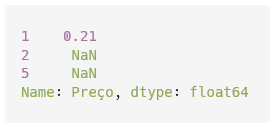 1    0.21
2     NaN
5     NaN
Name: Preço, dtype: float64